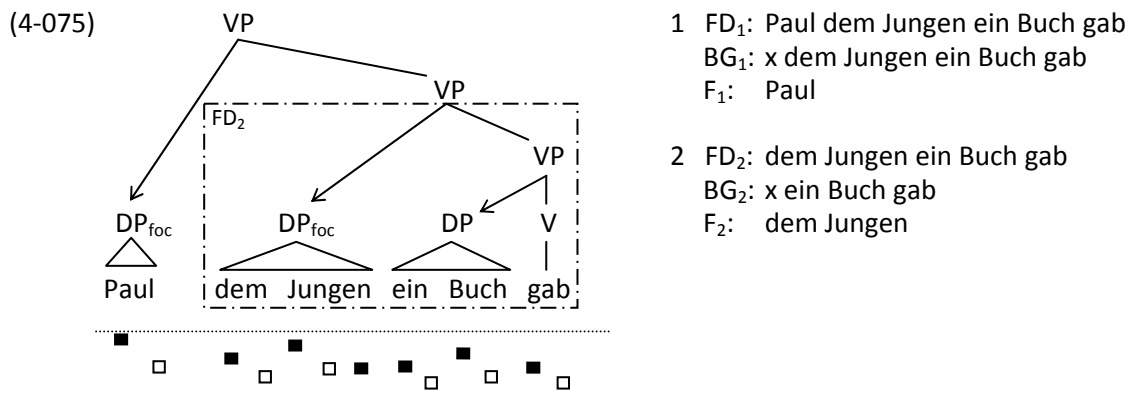 (4-075)
VP
VP
FD₂
VP
DP_foc DP_foc DP V
Paul dem Jungen ein Buch gab
1 FD₁: Paul dem Jungen ein Buch gab
BG₁: x dem Jungen ein Buch gab
F₁: Paul
2 FD₂: dem Jungen ein Buch gab
BG₂: x ein Buch gab
F₂: dem Jungen